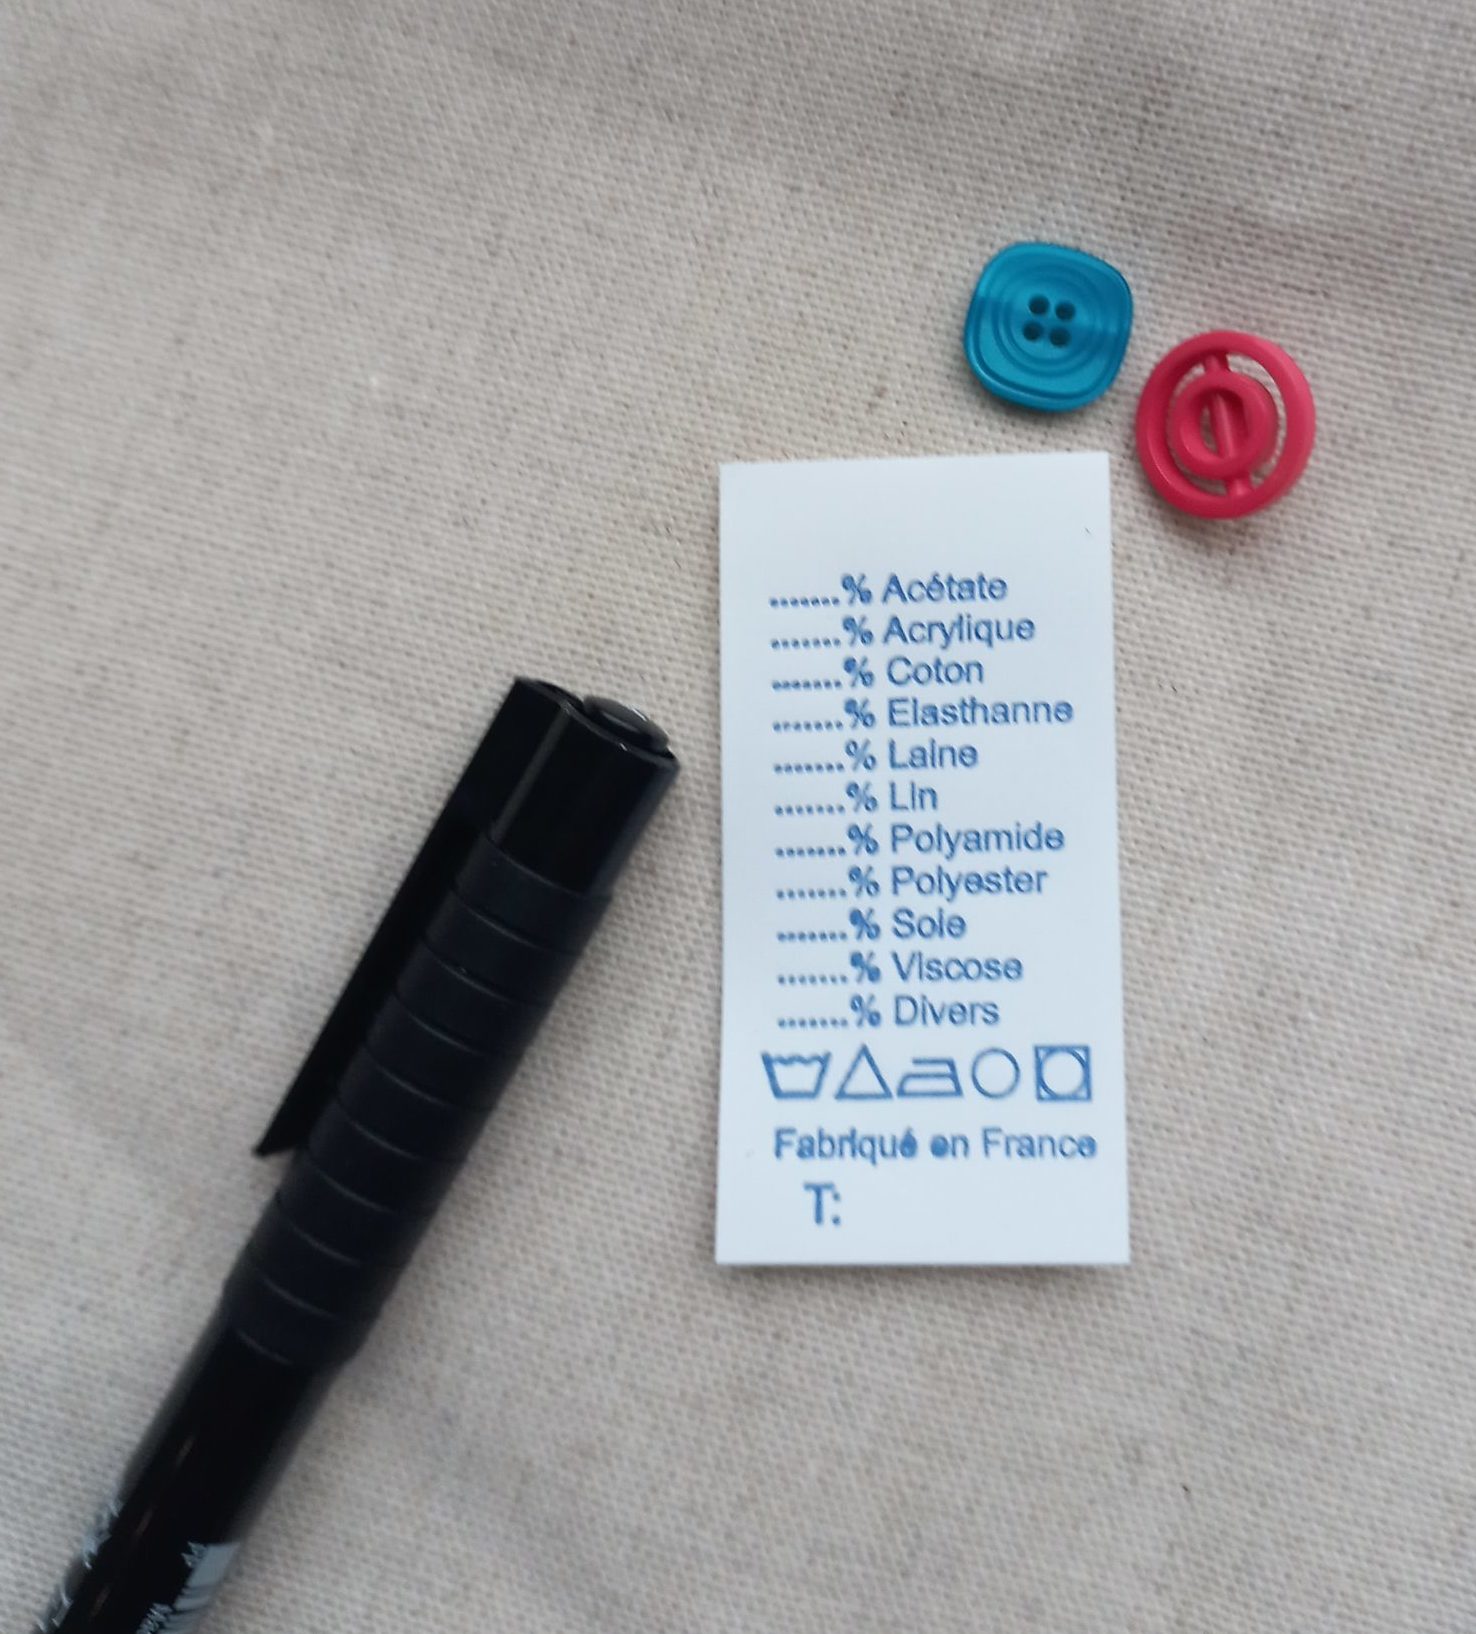 .......% Acétate
.......% Acrylique
.......% Coton
.......% Elasthanne
.......% Laine
.......% Lin
.......% Polyamide
.......% Polyester
.......% Soie
.......% Viscose
.......% Divers
Fabriqué en France
T: